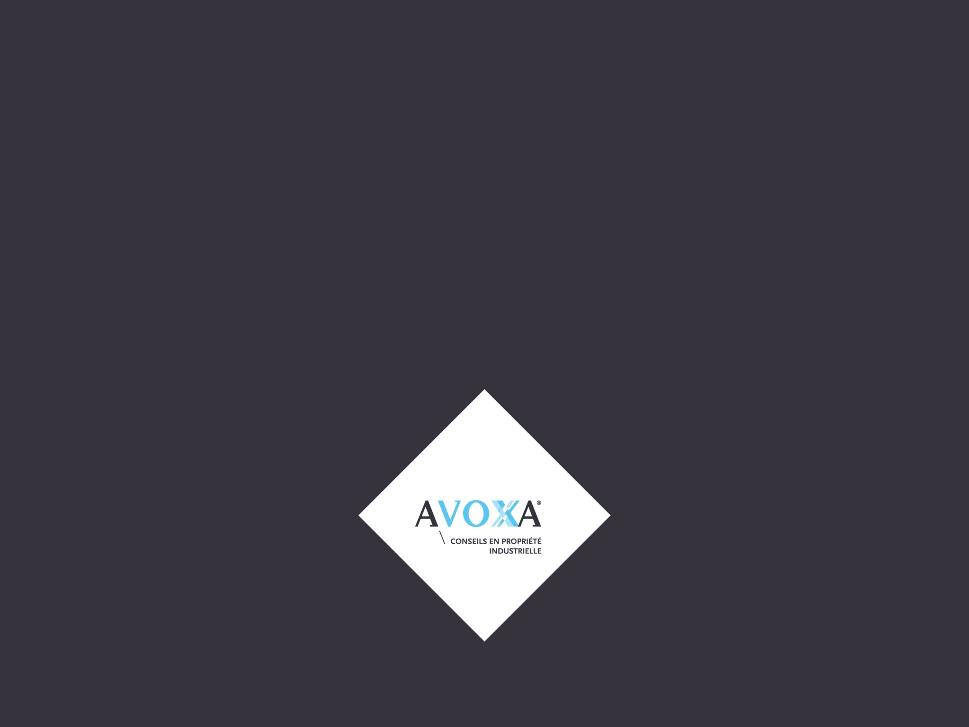 AVOXA®
\ CONSEILS EN PROPRIÉTÉ
INDUSTRIELLE